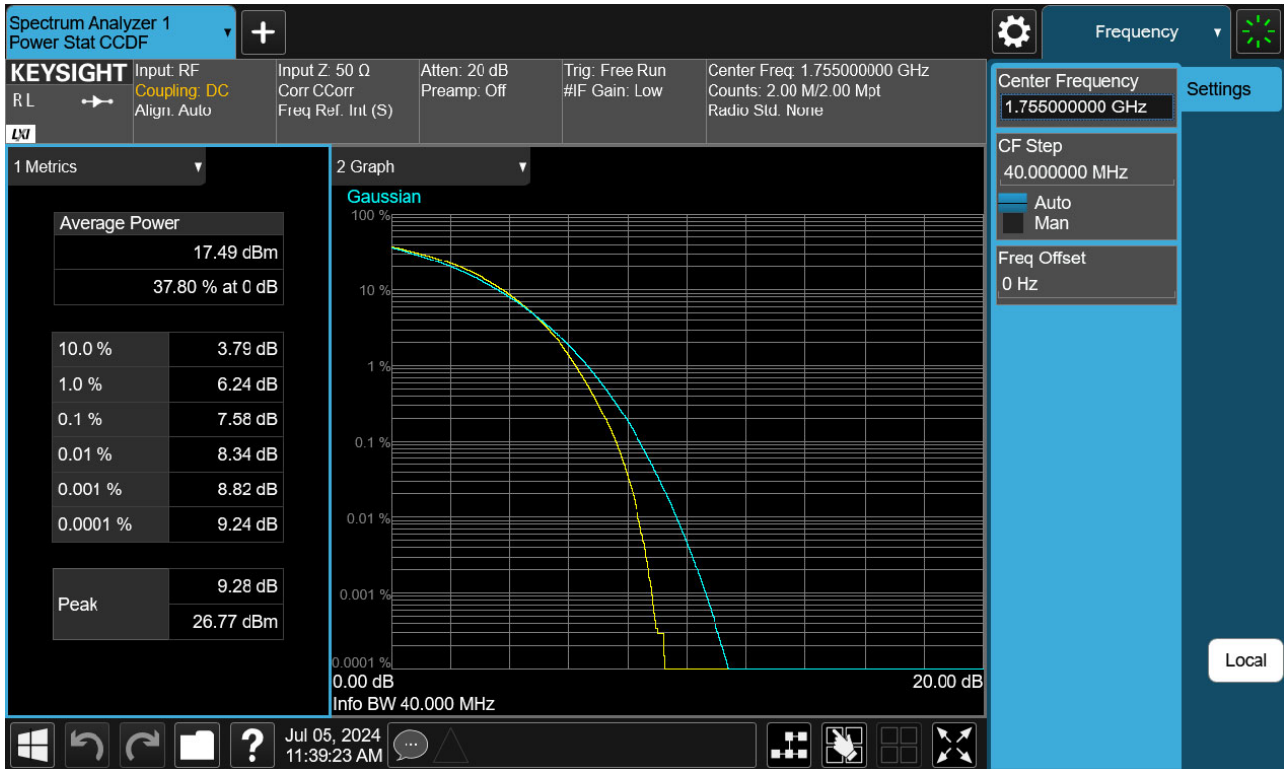 Spectrum Analyzer 1
Power Stat CCDF
+
Frequency
KEYSIGHT
R L
LXI
Input: RF
Coupling: DC
Align: Auto
Input Z: 50 Ω
Corr CCorr
Freq Ref: Int (S)
Atten: 20 dB
Preamp: Off
Trig: Free Run
#IF Gain: Low
Center Freq: 1.755000000 GHz
Counts: 2.00 M/2.00 Mpt
Radio Std: None
1 Metrics
Average Power
17.49 dBm
37.80 % at 0 dB
10.0 % 3.79 dB
1.0 % 6.24 dB
0.1 % 7.58 dB
0.01 % 8.34 dB
0.001 % 8.82 dB
0.0001 % 9.24 dB
Peak
9.28 dB
26.77 dBm
2 Graph
Gaussian
100 %
10 %
1 %
0.1 %
0.01 %
0.001 %
0.0001 %
0.00 dB 20.00 dB
Info BW 40.000 MHz
Center Frequency
1.755000000 GHz
CF Step
40.000000 MHz
Auto
Man
Freq Offset
0 Hz
Settings
Local
?
Jul 05, 2024
11:39:23 AM